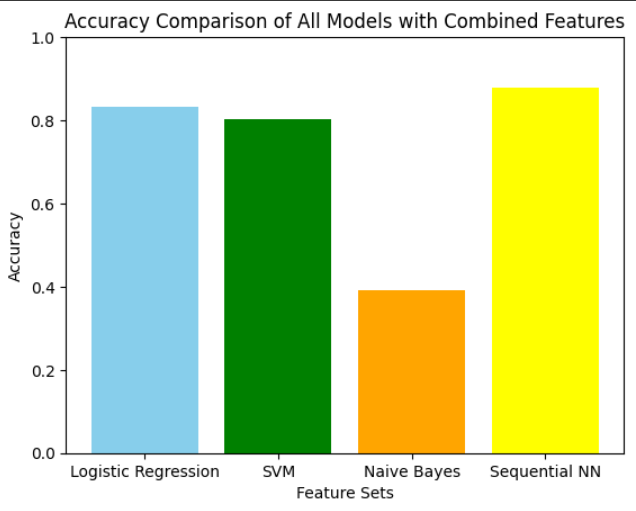 Accuracy Comparison of All Models with Combined Features
1.0
0.8
0.6
0.4
0.2
0.0
Accuracy
Logistic Regression SVM Naive Bayes Sequential NN
Feature Sets